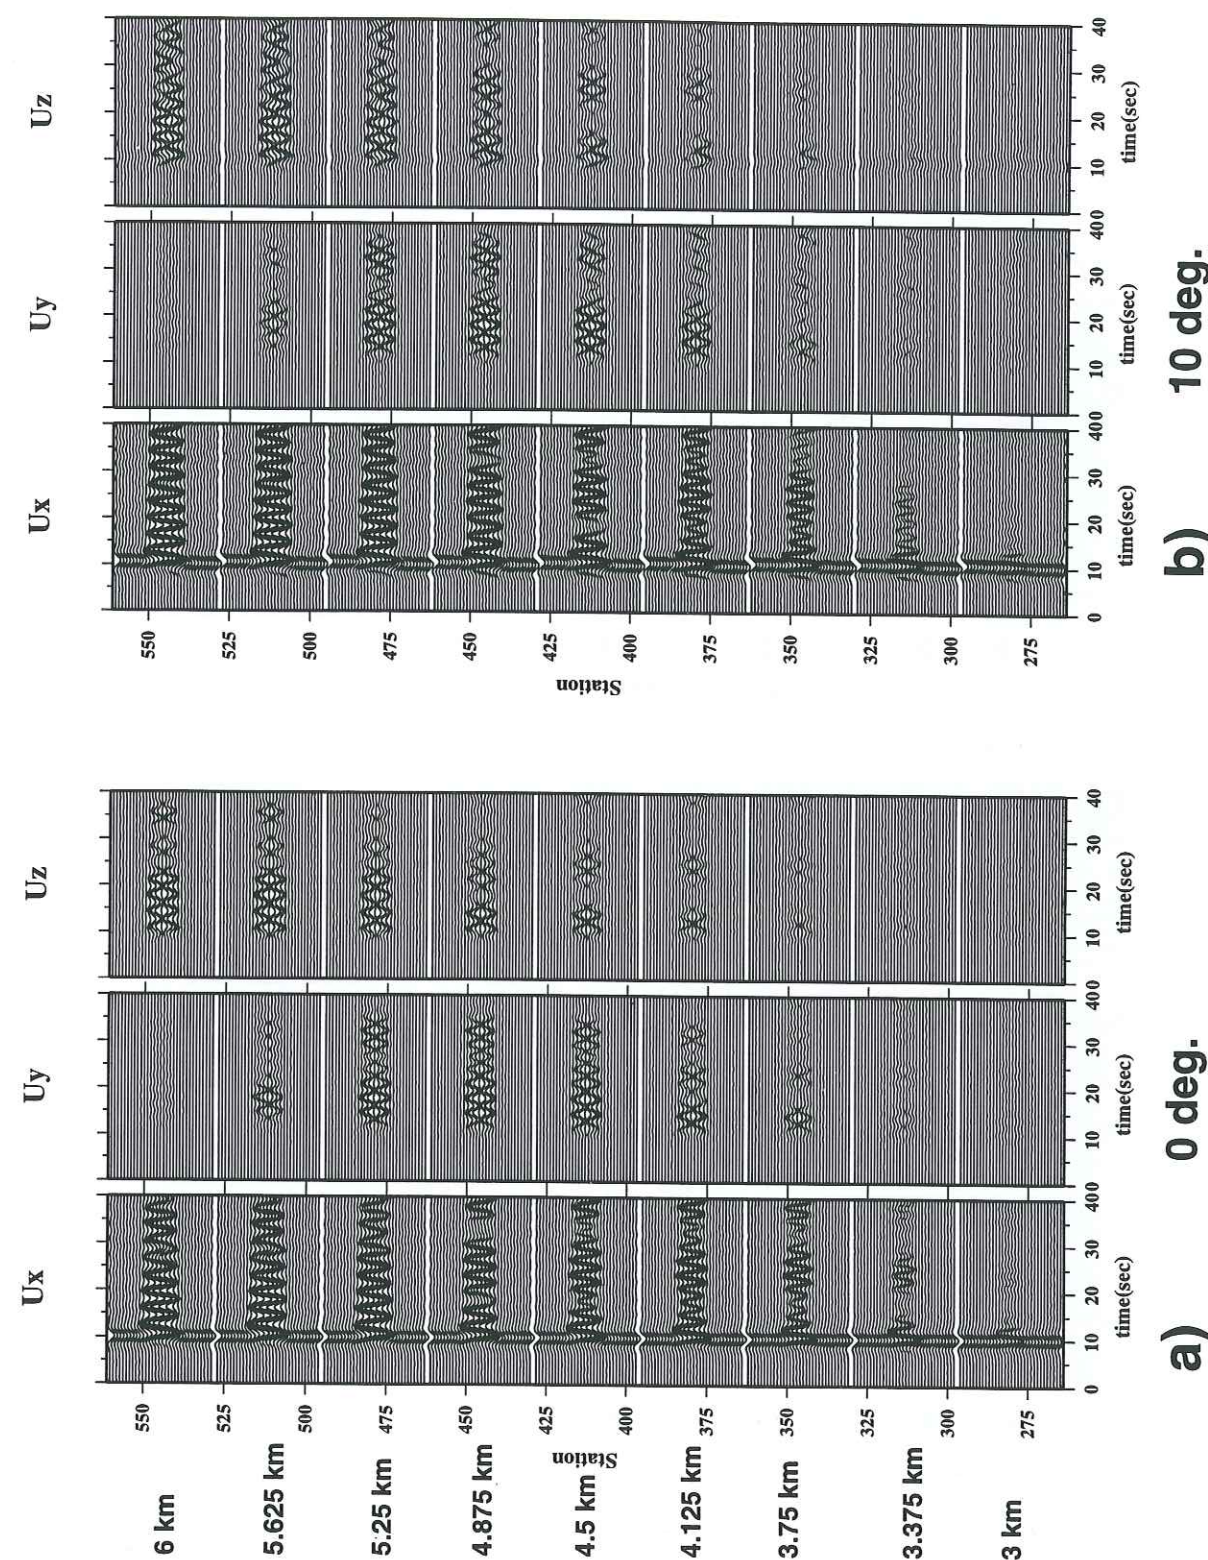 Ux Uy Uz
6 km
5.625 km
5.25 km
4.875 km
4.5 km
4.125 km
3.75 km
3.375 km
3 km
Station
550
525
500
475
450
425
400
375
350
325
300
275
0 10 20 30 400 10 20 30 400 10 20 30 40
time(sec) time(sec) time(sec)
a) 0 deg.
Ux Uy Uz
Station
550
525
500
475
450
425
400
375
350
325
300
275
0 10 20 30 400 10 20 30 400 10 20 30 40
time(sec) time(sec) time(sec)
b) 10 deg.